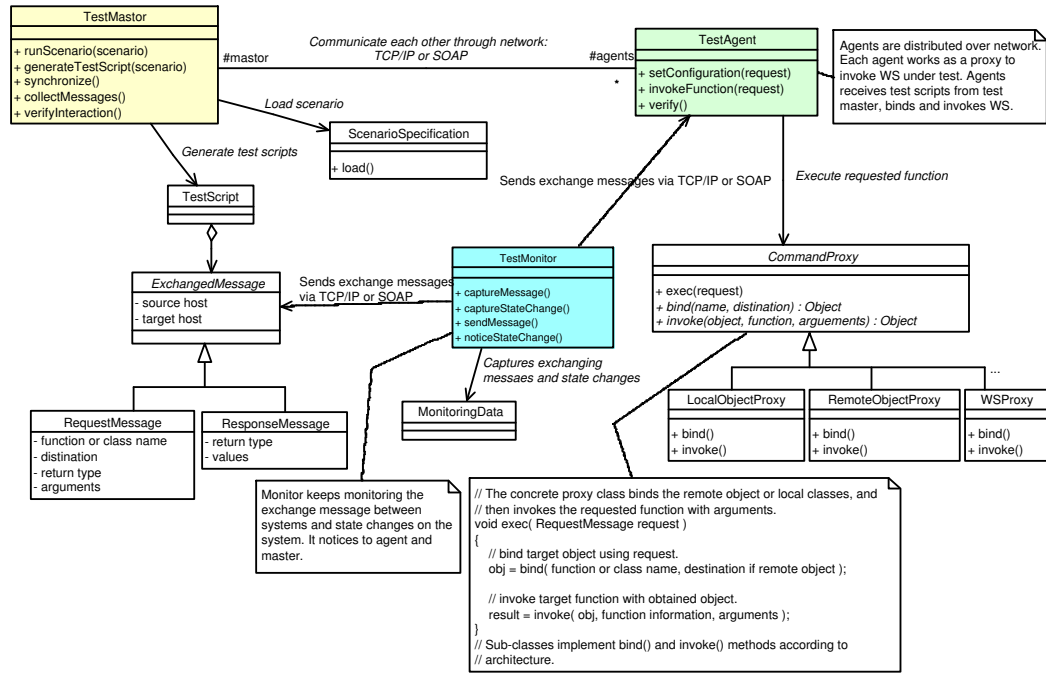 TestMastor
+ runScenario(scenario)
+ generateTestScript(scenario)
+ synchronize()
+ collectMessages()
+ verifyInteraction()
#mastor
Communicate each other through network:
TCP/IP or SOAP
#agents
*
TestAgent
+ setConfiguration(request)
+ invokeFunction(request)
+ verify()
Agents are distributed over network.
Each agent works as a proxy to
invoke WS under test. Agents
receives test scripts from test
master, binds and invokes WS.
Load scenario
ScenarioSpecification
+ load()
Generate test scripts
TestScript
Sends exchange messages via TCP/IP or SOAP
Execute requested function
ExchangedMessage
- source host
- target host
Sends exchange messages
via TCP/IP or SOAP
TestMonitor
+ captureMessage()
+ captureStateChange()
+ sendMessage()
+ noticeStateChange()
CommandProxy
+ exec(request)
+ bind(name, distination) : Object
+ invoke(object, function, arguements) : Object
Captures exchanging
messaes and state changes
MonitoringData
...
RequestMessage
- function or class name
- distination
- return type
- arguments
ResponseMessage
- return type
- values
LocalObjectProxy
+ bind()
+ invoke()
RemoteObjectProxy
+ bind()
+ invoke()
WSProxy
+ bind()
+ invoke()
Monitor keeps monitoring the
exchange message between
systems and state changes on the
system. It notices to agent and
master.
// The concrete proxy class binds the remote object or local classes, and
// then invokes the requested function with arguments.
void exec( RequestMessage request )
{
// bind target object using request.
obj = bind( function or class name, destination if remote object );
// invoke target function with obtained object.
result = invoke( obj, function information, arguments );
}
// Sub-classes implement bind() and invoke() methods according to
// architecture.